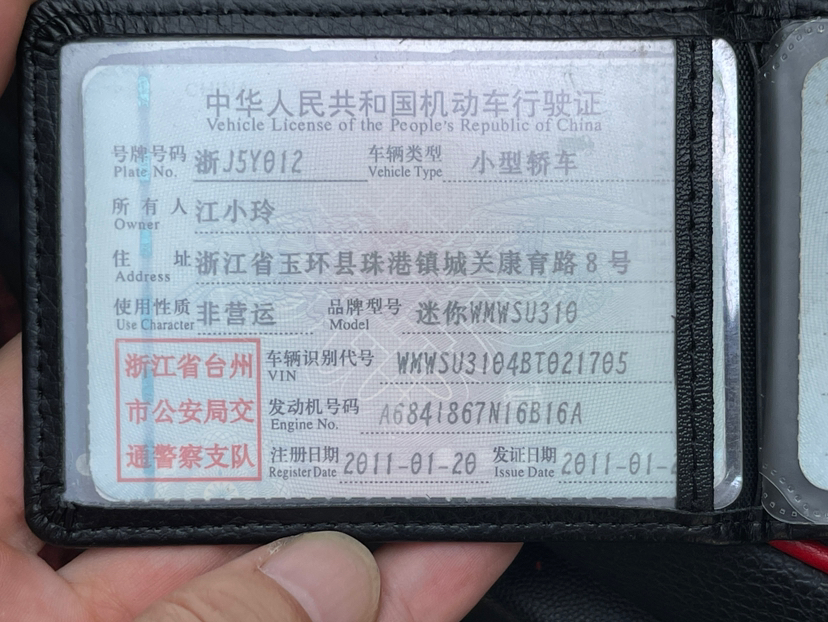 中华人民共和国机动车行驶证
Vehicle License of the People's Republic of China
号牌号码 浙J5Y012 车辆类型 小型轿车
Plate No. Vehicle Type
所有人 江小玲
Owner
住址 浙江省玉环县珠港镇城关康育路8号
Address
使用性质 非营运 品牌型号 迷你WMWSU310
Use Character Model
浙江省台州
市公安局交
通警察支队
车辆识别代号 WMWSU3104BT021705
VIN
发动机号码 A6841867N16B16A
Engine No.
注册日期 2011-01-20 发证日期 2011-01-2
Register Date Issue Date